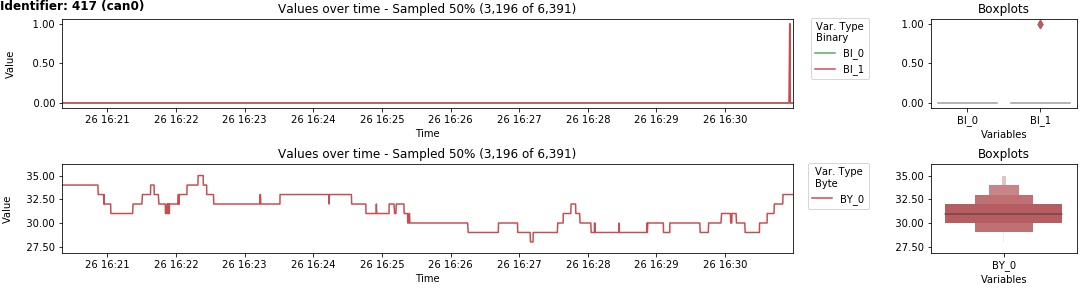 Identifier: 417 (can0)
Values over time - Sampled 50% (3,196 of 6,391)
Value
1.00
0.50
0.00
26 16:21 26 16:22 26 16:23 26 16:24 26 16:25 26 16:26 26 16:27 26 16:28 26 16:29 26 16:30
Time
Var. Type
Binary
BI_0
BI_1
Boxplots
1.00
0.50
0.00
BI_0 BI_1
Variables
Values over time - Sampled 50% (3,196 of 6,391)
Value
35.00
32.50
30.00
27.50
26 16:21 26 16:22 26 16:23 26 16:24 26 16:25 26 16:26 26 16:27 26 16:28 26 16:29 26 16:30
Time
Var. Type
Byte
BY_0
Boxplots
35.00
32.50
30.00
27.50
BY_0
Variables